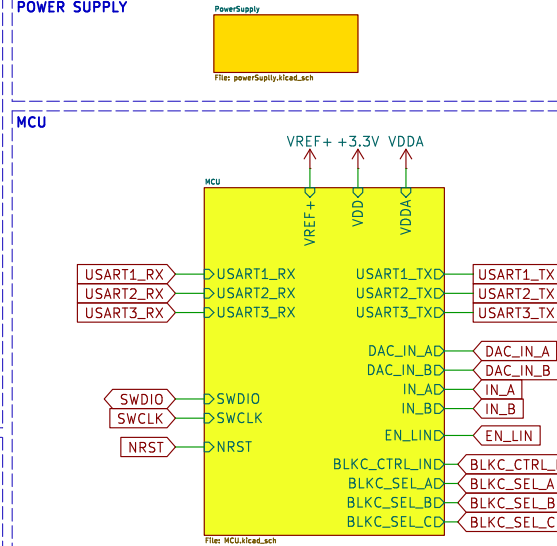 POWER SUPPLY
PowerSupply
File: powerSuplly.kicad_sch
MCU
VREF+ +3.3V VDDA
MCU
VREF+ VDD VDDA
USART1_RX USART1_RX USART1_TX USART1_TX
USART2_RX USART2_RX USART2_TX USART2_TX
USART3_RX USART3_RX USART3_TX USART3_TX
DAC_IN_A DAC_IN_A
DAC_IN_B DAC_IN_B
IN_A IN_A
SWDIO SWDIO
IN_B IN_B
SWCLK SWCLK
EN_LIN EN_LIN
NRST NRST
BLKC_CTRL_IN BLKC_CTRL_
BLKC_SEL_A BLKC_SEL_A
BLKC_SEL_B BLKC_SEL_B
BLKC_SEL_C BLKC_SEL_C
File: MCU.kicad_sch